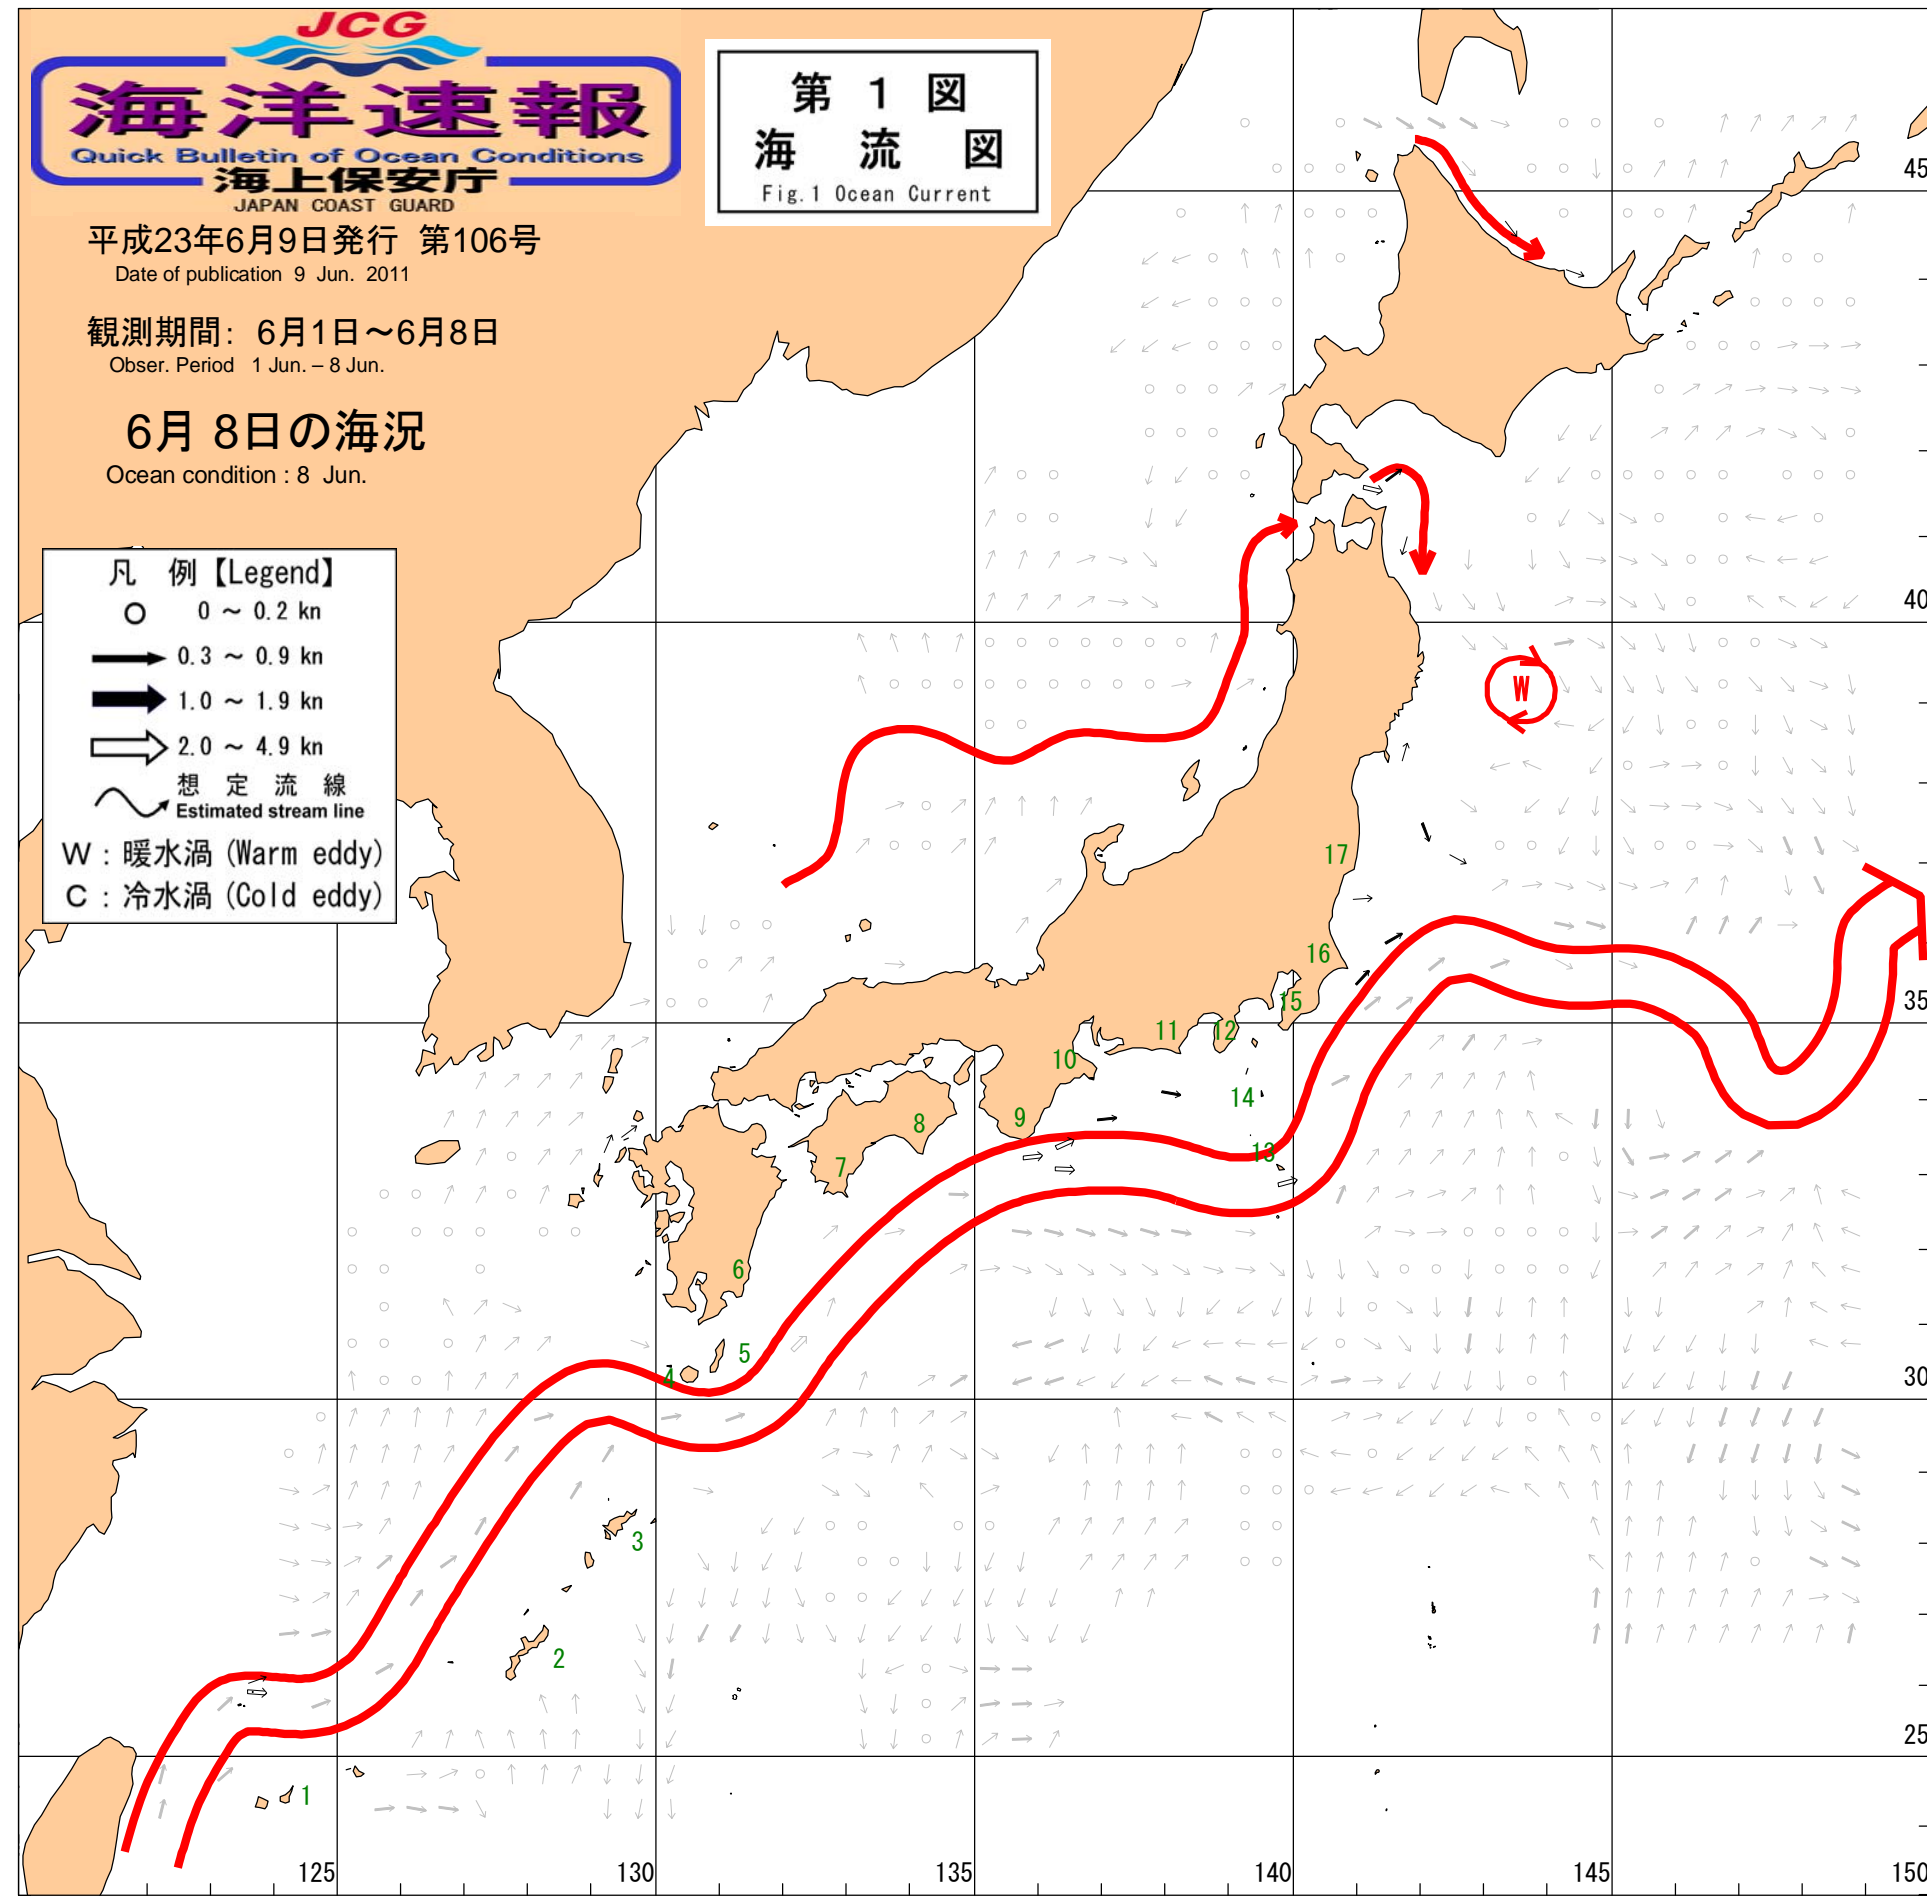 JCG
海洋速報
Quick Bulletin of Ocean Conditions
海上保安庁
JAPAN COAST GUARD
第 1 図
海 流 図
Fig.1 Ocean Current
平成23年6月9日発行 第106号
Date of publication 9 Jun. 2011
観測期間: 6月1日～6月8日
Obser. Period 1 Jun. – 8 Jun.
6月 8日の海況
Ocean condition : 8 Jun.
凡 例【Legend】
0 ～ 0.2 kn
0.3 ～ 0.9 kn
1.0 ～ 1.9 kn
2.0 ～ 4.9 kn
想 定 流 線
Estimated stream line
W : 暖水渦 (Warm eddy)
C : 冷水渦 (Cold eddy)
45
40
W
17
16
35
15
12
11
10
14
9
8
13
7
6
5
4
30
3
2
25
1
125
130
135
140
145
150